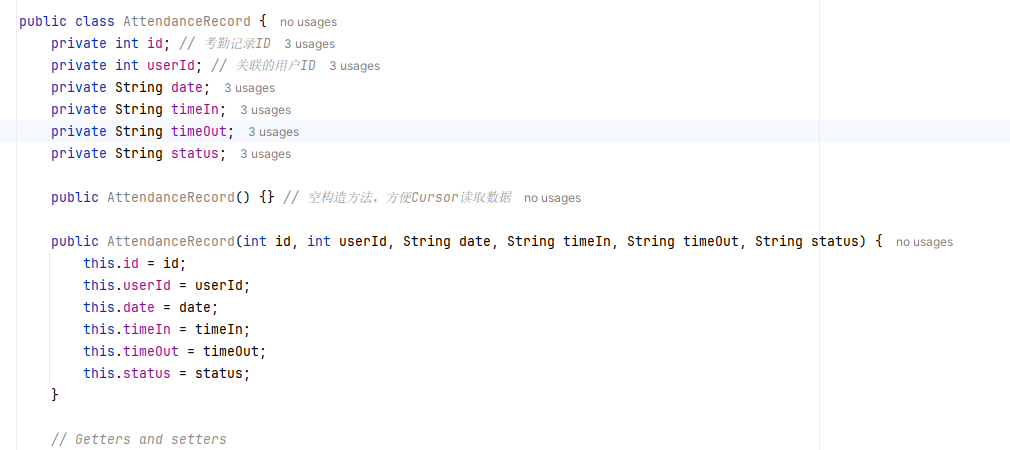 public class AttendanceRecord { no usages
private int id; // 考勤记录ID 3 usages
private int userId; // 关联的用户ID 3 usages
private String date; 3 usages
private String timeIn; 3 usages
private String timeOut; 3 usages
private String status; 3 usages
public AttendanceRecord() {} // 空构造方法，方便Cursor读取数据 no usages
public AttendanceRecord(int id, int userId, String date, String timeIn, String timeOut, String status) { no usages
this.id = id;
this.userId = userId;
this.date = date;
this.timeIn = timeIn;
this.timeOut = timeOut;
this.status = status;
}
// Getters and setters